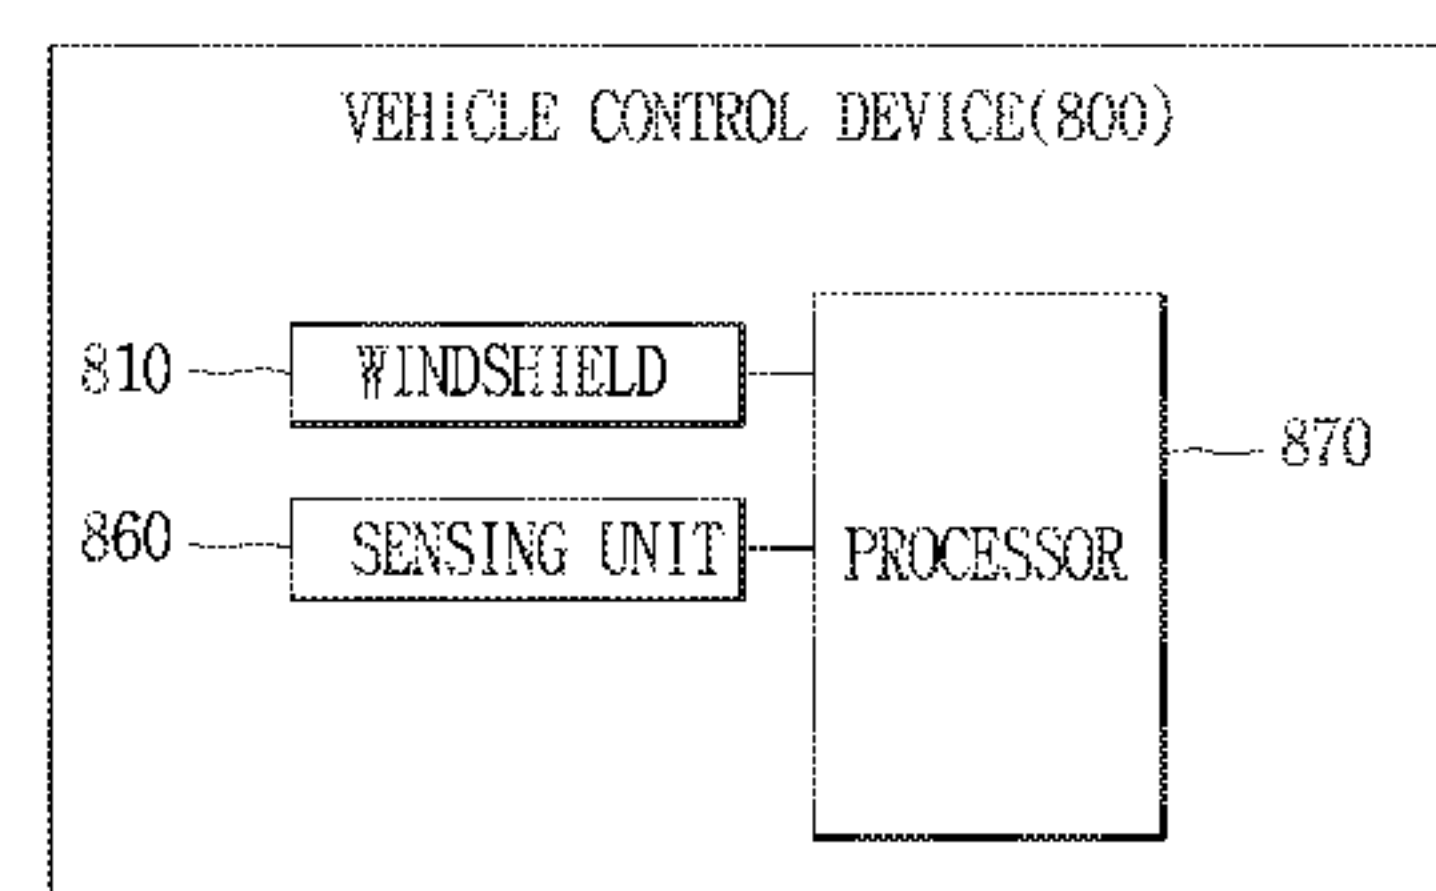 VEHICLE CONTROL DEVICE(800)
810
WINDSHIELD
870
860
SENSING UNIT
PROCESSOR